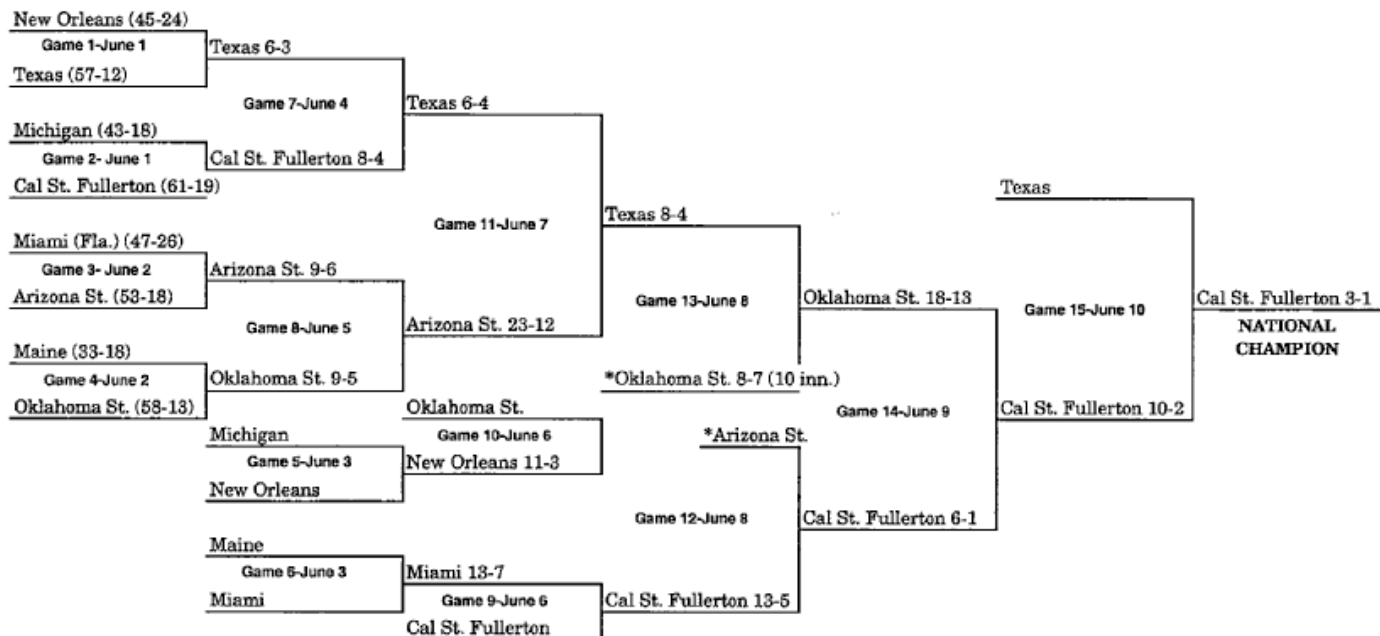 New Orleans (45-24)
Game 1-June 1
Texas (57-12)
Texas 6-3
Game 7-June 4
Michigan (43-18)
Game 2- June 1
Cal St. Fullerton (61-19)
Cal St. Fullerton 8-4
Texas 6-4
Game 11-June 7
Miami (Fla.) (47-26)
Game 3- June 2
Arizona St. (53-18)
Arizona St. 9-6
Game 8-June 5
Maine (33-18)
Game 4-June 2
Oklahoma St. (58-13)
Oklahoma St. 9-5
Arizona St. 23-12
Texas 8-4
Game 13-June 8
*Oklahoma St. 8-7 (10 inn.)
Oklahoma St.
Game 10-June 6
Michigan
Game 5-June 3
New Orleans
New Orleans 11-3
Maine
Game 6-June 3
Miami
Miami 13-7
Game 9-June 6
Cal St. Fullerton
*Arizona St.
Game 12-June 8
Cal St. Fullerton 13-5
Oklahoma St. 18-13
Game 14-June 9
Cal St. Fullerton 6-1
Texas
Game 15-June 10
Cal St. Fullerton 10-2
Cal St. Fullerton 3-1
NATIONAL
CHAMPION